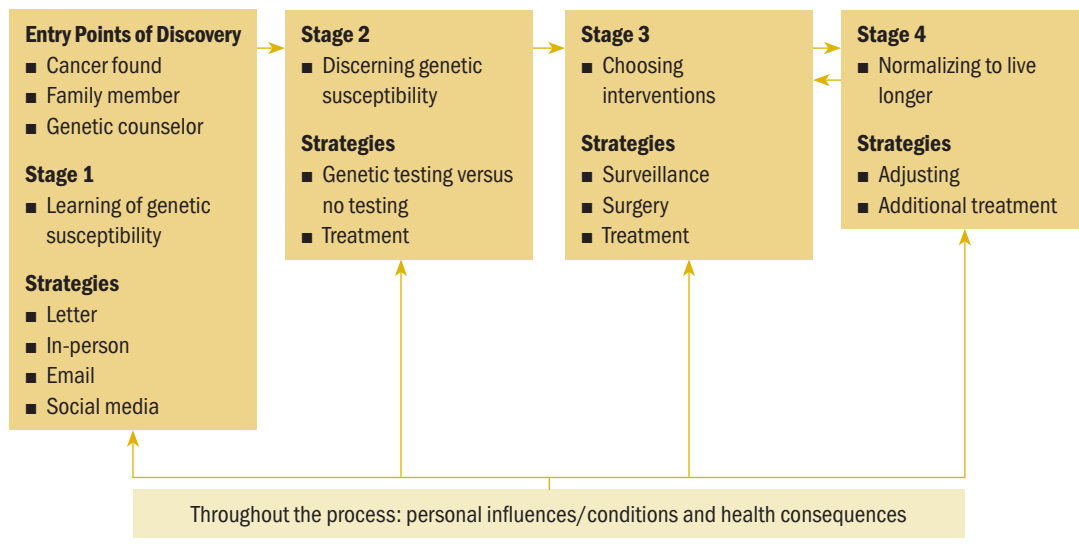 Entry Points of Discovery
■ Cancer found
■ Family member
■ Genetic counselor
Stage 1
■ Learning of genetic
susceptibility
Strategies
■ Letter
■ In-person
■ Email
■ Social media
Stage 2
■ Discerning genetic
susceptibility
Strategies
■ Genetic testing versus
no testing
■ Treatment
Stage 3
■ Choosing
interventions
Strategies
■ Surveillance
■ Surgery
■ Treatment
Stage 4
■ Normalizing to live
longer
Strategies
■ Adjusting
■ Additional treatment
Throughout the process: personal influences/conditions and health consequences